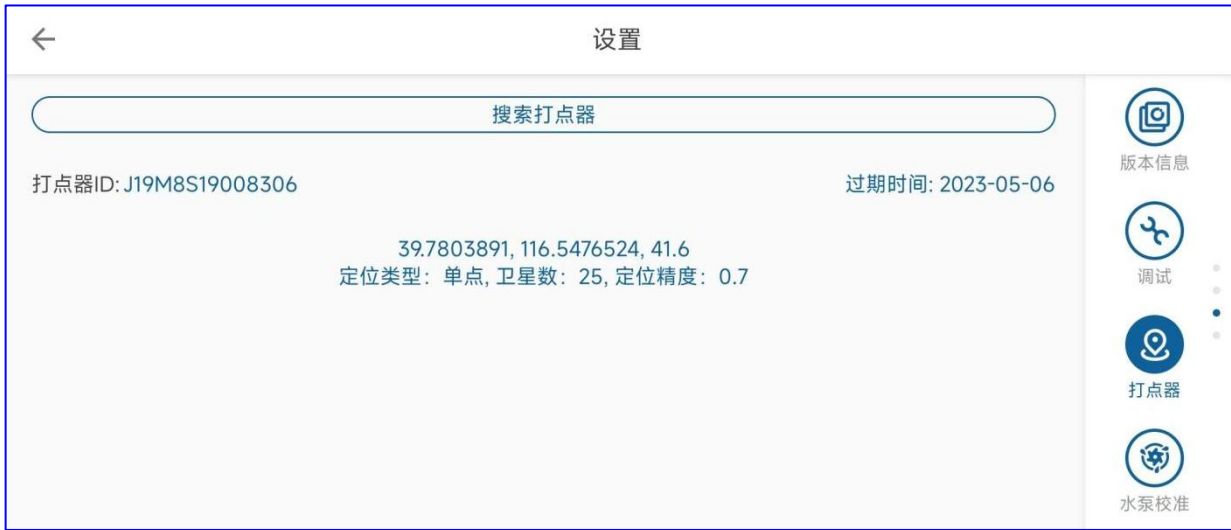 设置
搜索打点器
打点器ID: J19M8S19008306
过期时间: 2023-05-06
39.7803891, 116.5476524, 41.6
定位类型：单点, 卫星数：25, 定位精度：0.7
版本信息
调试
打点器
水泵校准